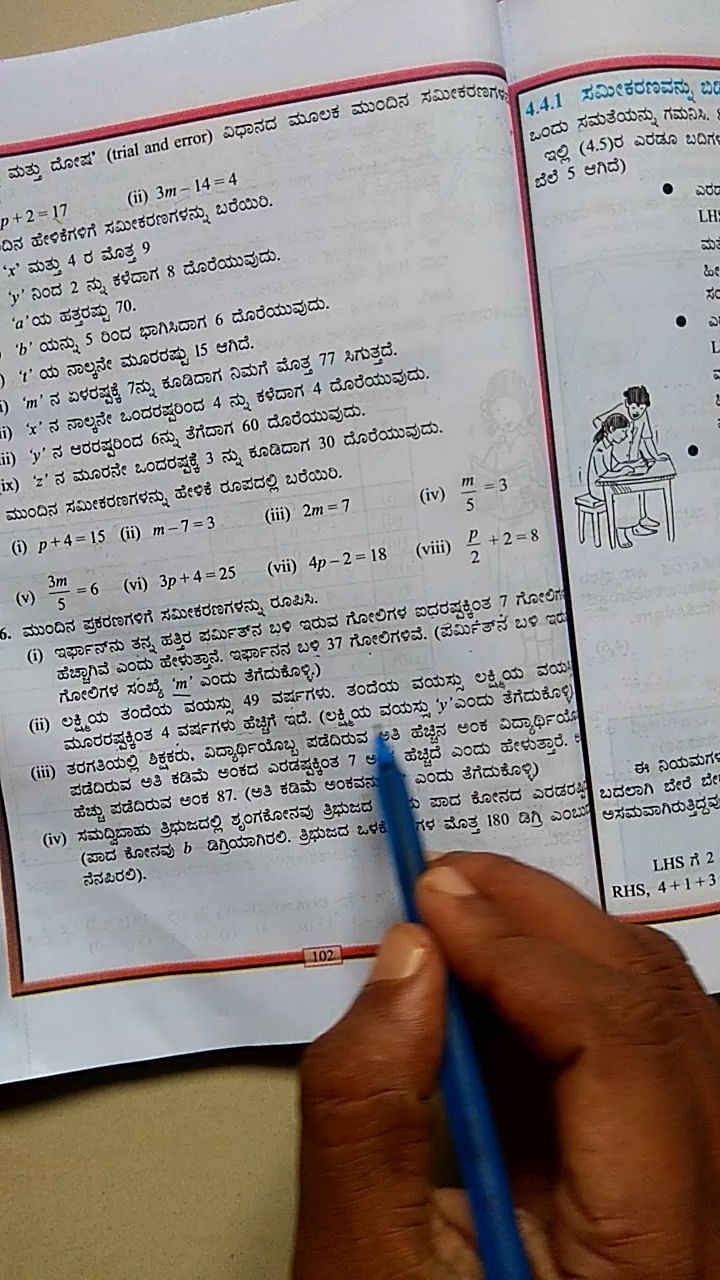 ಮತ್ತು ದೋಷ' (trial and error) ವಿಧಾನದ ಮೂಲಕ ಮುಂದಿನ ಸಮೀಕರಣಗಳ
p + 2 = 17 (ii) 3m – 14 = 4
ದಿನ ಹೇಳಿಕೆಗಳಿಗೆ ಸಮೀಕರಣಗಳನ್ನು ಬರೆಯಿರಿ.
'x' ಮತ್ತು 4 ರ ಮೊತ್ತ 9
'y' ನಿಂದ 2 ನ್ನು ಕಳೆದಾಗ 8 ದೊರೆಯುವುದು.
'a' ಯ ಹತ್ತರಷ್ಟು 70.
'b' ಯನ್ನು 5 ರಿಂದ ಭಾಗಿಸಿದಾಗ 6 ದೊರೆಯುವುದು.
) 't' ಯ ನಾಲ್ಕನೇ ಮೂರರಷ್ಟು 15 ಆಗಿದೆ.
i) 'm' ನ ಏಳರಷ್ಟಕ್ಕೆ 7ನ್ನು ಕೂಡಿದಾಗ ನಿಮಗೆ ಮೊತ್ತ 77 ಸಿಗುತ್ತದೆ.
ii) 'x' ನ ನಾಲ್ಕನೇ ಒಂದರಷ್ಟರಿಂದ 4 ನ್ನು ಕಳೆದಾಗ 4 ದೊರೆಯುವುದು.
iii) 'y' ನ ಆರರಷ್ಟರಿಂದ 6ನ್ನು ತೆಗೆದಾಗ 60 ದೊರೆಯುವುದು.
ix) 'z' ನ ಮೂರನೇ ಒಂದರಷ್ಟಕ್ಕೆ 3 ನ್ನು ಕೂಡಿದಾಗ 30 ದೊರೆಯುವುದು.
ಮುಂದಿನ ಸಮೀಕರಣಗಳನ್ನು ಹೇಳಿಕೆ ರೂಪದಲ್ಲಿ ಬರೆಯಿರಿ.
(i) p + 4 = 15 (ii) m – 7 = 3 (iii) 2m = 7 (iv) m/5 = 3
(v) 3m/5 = 6 (vi) 3p + 4 = 25 (vii) 4p – 2 = 18 (viii) p/2 + 2 = 8
6. ಮುಂದಿನ ಪ್ರಕರಣಗಳಿಗೆ ಸಮೀಕರಣಗಳನ್ನು ರೂಪಿಸಿ.
(i) ಇರ್ಫಾನ್‌ನು ತನ್ನ ಹತ್ತಿರ ಪರ್ಮಿತ್‌ನ ಬಳಿ ಇರುವ ಗೋಲಿಗಳ ಐದರಷ್ಟಕ್ಕಿಂತ 7 ಗೋಲಿಗ
ಹೆಚ್ಚಾಗಿವೆ ಎಂದು ಹೇಳುತ್ತಾನೆ. ಇರ್ಫಾನನ ಬಳಿ 37 ಗೋಲಿಗಳಿವೆ. (ಪರ್ಮಿತ್‌ನ ಬಳಿ ಇರು
ಗೋಲಿಗಳ ಸಂಖ್ಯೆ 'm' ಎಂದು ತೆಗೆದುಕೊಳ್ಳಿ.)
(ii) ಲಕ್ಷ್ಮಿಯ ತಂದೆಯ ವಯಸ್ಸು 49 ವರ್ಷಗಳು. ತಂದೆಯ ವಯಸ್ಸು ಲಕ್ಷ್ಮಿಯ ವಯ
ಮೂರರಷ್ಟಕ್ಕಿಂತ 4 ವರ್ಷಗಳು ಹೆಚ್ಚಿಗೆ ಇದೆ. (ಲಕ್ಷ್ಮಿಯ ವಯಸ್ಸು 'y' ಎಂದು ತೆಗೆದುಕೊಳ್ಳಿ)
(iii) ತರಗತಿಯಲ್ಲಿ ಶಿಕ್ಷಕರು, ವಿದ್ಯಾರ್ಥಿಯೊಬ್ಬ ಪಡೆದಿರುವ ಅತಿ ಹೆಚ್ಚಿನ ಅಂಕ ವಿದ್ಯಾರ್ಥಿಯೊ
ಪಡೆದಿರುವ ಅತಿ ಕಡಿಮೆ ಅಂಕದ ಎರಡಷ್ಟಕ್ಕಿಂತ 7 ಹೆಚ್ಚಿದೆ ಎಂದು ಹೇಳುತ್ತಾರೆ.
ಹೆಚ್ಚು ಪಡೆದಿರುವ ಅಂಕ 87. (ಅತಿ ಕಡಿಮೆ ಎಂದು ತೆಗೆದುಕೊಳ್ಳಿ)
(iv) ಸಮದ್ವಿಬಾಹು ತ್ರಿಭುಜದಲ್ಲಿ ಶೃಂಗಕೋನವು ತ್ರಿಭುಜದ ಪಾದ ಕೋನದ ಎರಡರಷ್ಟ
(ಪಾದ ಕೋನವು b ಡಿಗ್ರಿಯಾಗಿರಲಿ. ತ್ರಿಭುಜದ ಮೊತ್ತ 180 ಡಿಗ್ರಿ ಎಂಬು
ನೆನಪಿರಲಿ).
102
4.4.1 ಸಮೀಕರಣವನ್ನು ಬಿಡಿ
ಒಂದು ಸಮತೆಯನ್ನು ಗಮನಿಸಿ.
ಇಲ್ಲಿ (4.5)ರ ಎರಡೂ ಬದಿಗ
ಬೆಲೆ 5 ಆಗಿದೆ)
● ಎರಡ
LHS
ಮತ
ಹೀ
ಸಂ
● ಎ
L
●
ಈ ನಿಯಮಗಳ
ಬದಲಾಗಿ ಬೇರೆ ಬೇ
ಅಸಮವಾಗಿರುತ್ತಿದ್ದವು
LHS ಗೆ 2
RHS, 4 + 1 + 3